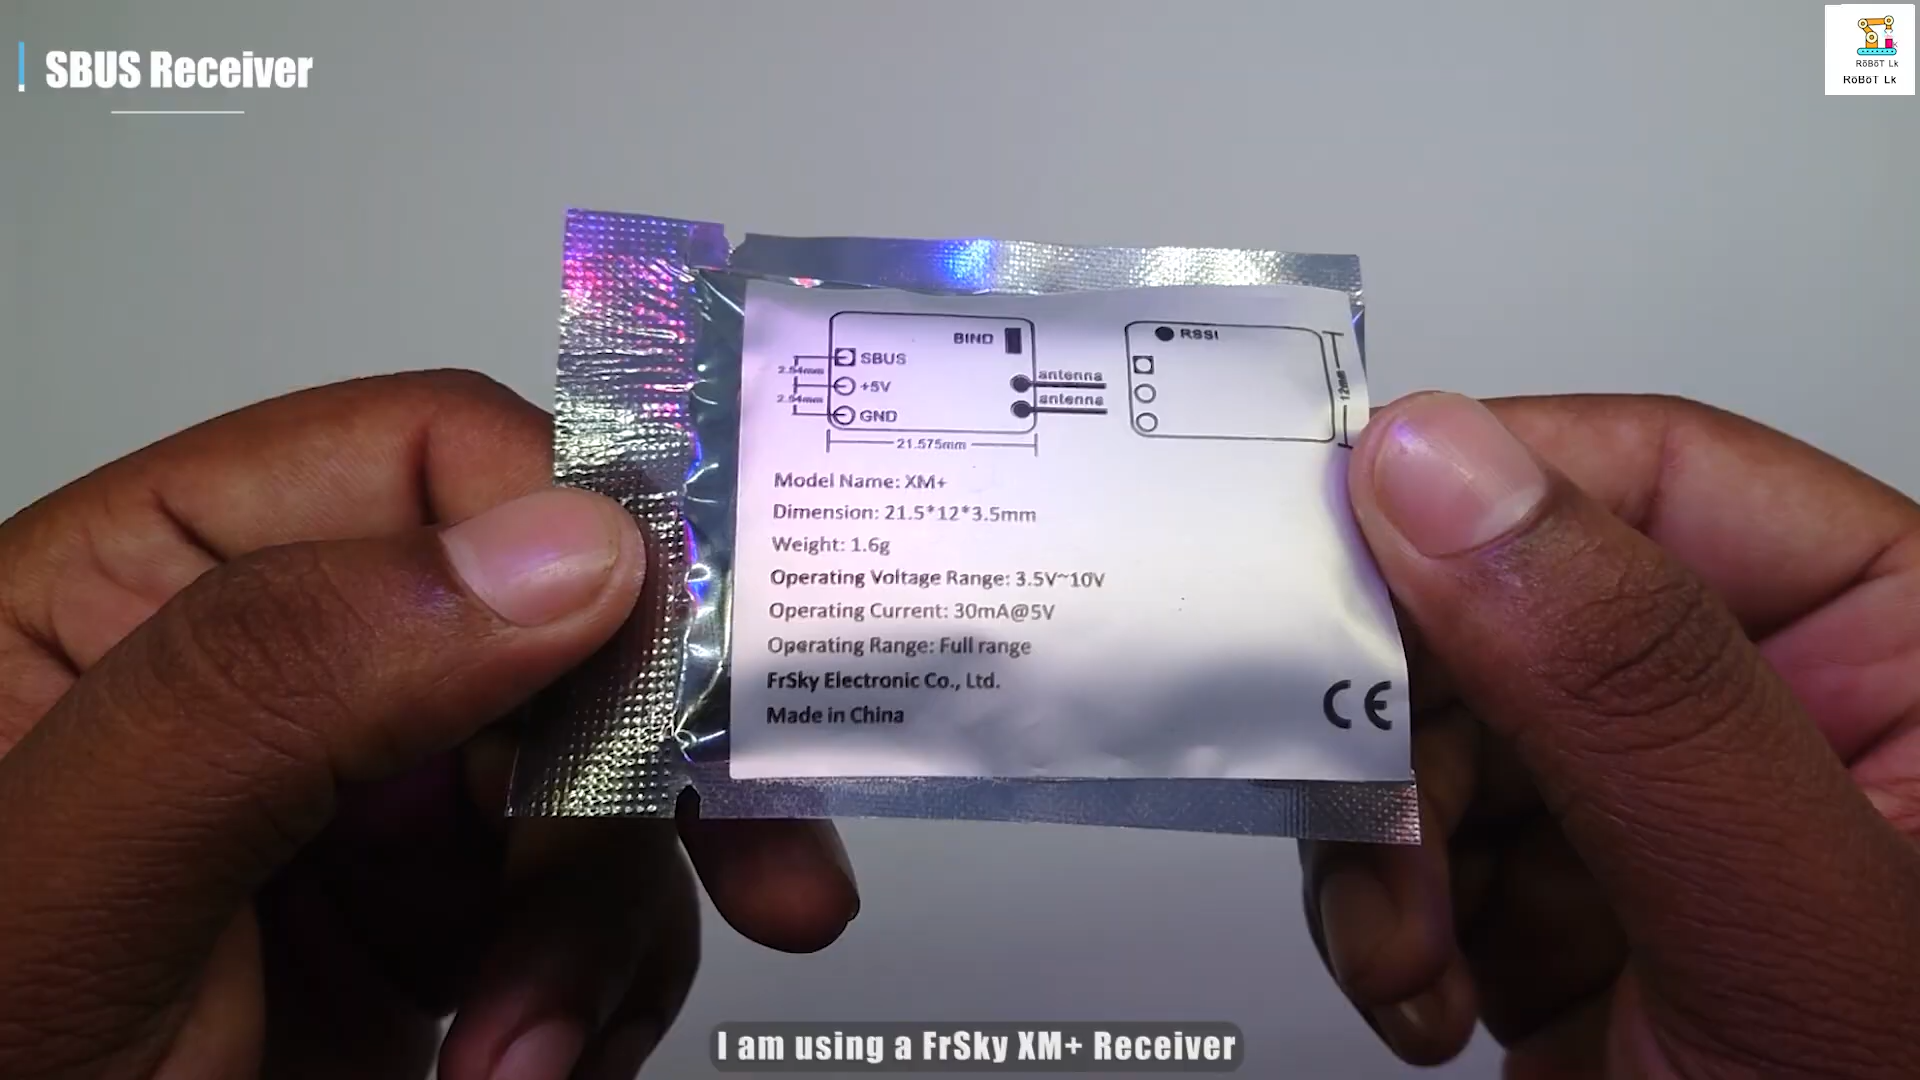 SBUS Receiver
RöBöT Lk
RöBöT Lk
BIND
RSSI
SBUS
2.54mm
antenna
+5V
antenna
2.54mm
GND
12mm
21.575mm
Model Name: XM+
Dimension: 21.5*12*3.5mm
Weight: 1.6g
Operating Voltage Range: 3.5V~10V
Operating Current: 30mA@5V
Operating Range: Full range
FrSky Electronic Co., Ltd.
Made in China
CE
I am using a FrSky XM+ Receiver